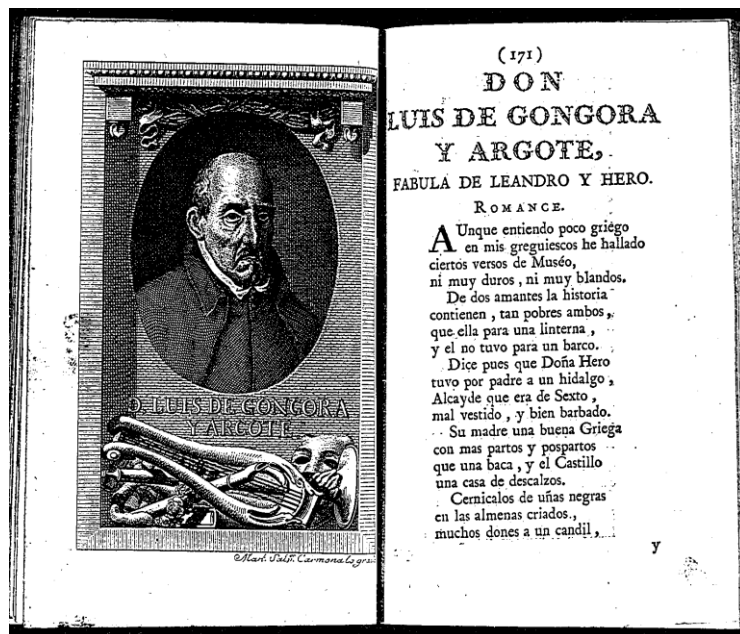 D. LUIS DE GÓNGORA
Y ARGOTE.
Man. Salv. Carmona lo gra
(171)
DON
LUIS DE GONGORA
Y ARGOTE,
FABULA DE LEANDRO Y HERO.
ROMANCE.
AUnque entiendo poco griego
en mis greguiescos he hallado
ciertos versos de Muséo,
ni muy duros, ni muy blandos.
De dos amantes la historia
contienen, tan pobres ambos,
que ella para una linterna,
y el no tuvo para un barco.
Dice pues que Doña Hero
tuvo por padre a un hidalgo,
Alcayde que era de Sexto,
mal vestido, y bien barbado.
Su madre una buena Griega
con mas partos y pospartos
que una baca, y el Castillo
una casa de descalzos.
Cernicalos de uñas negras
en las almenas criados,
muchos dones a un candil,
y